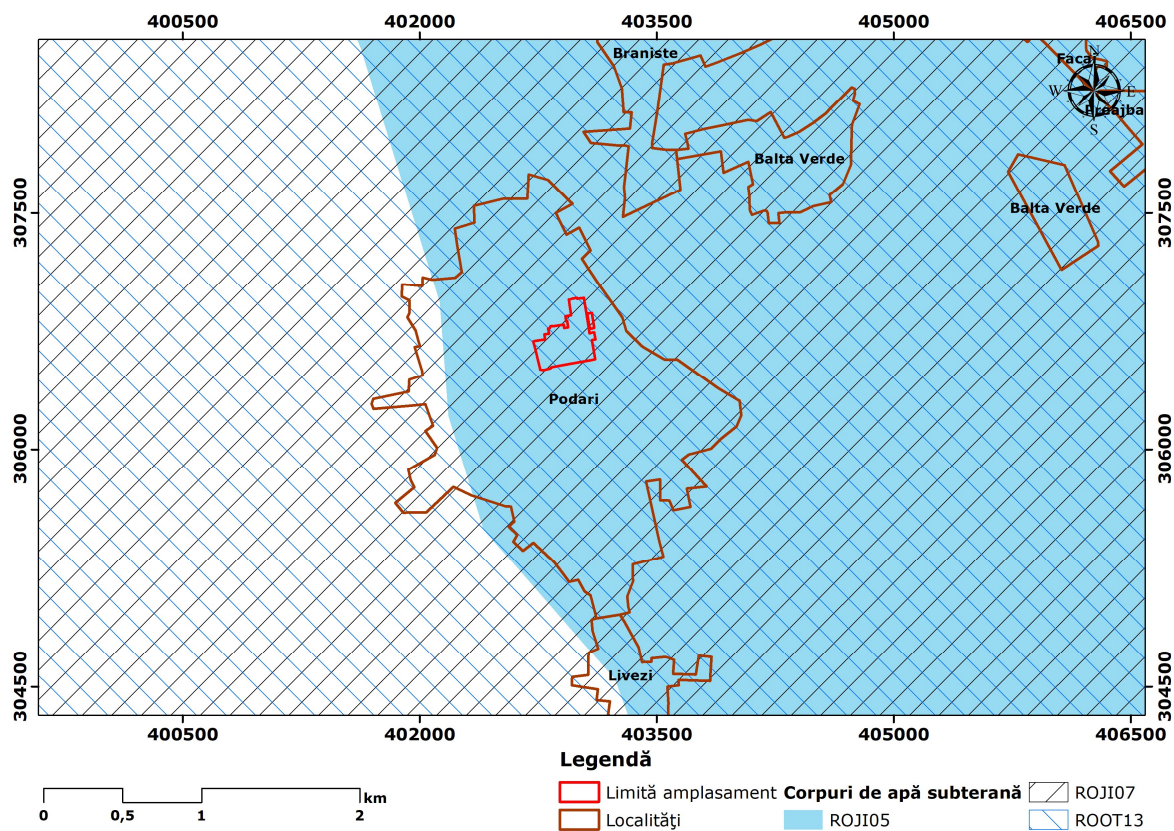 400500 402000 403500 405000 406500
Braniste
Facai
N
W E
S
Balta Verde
307500 307500
Balta Verde
306000 306000
Podari
304500 304500
Livezi
400500 402000 403500 405000 406500
Legendă
km
0 0,5 1 2
Limită amplasament
Localităţi
Corpuri de apă subterană
ROJI05
ROJI07
ROOT13